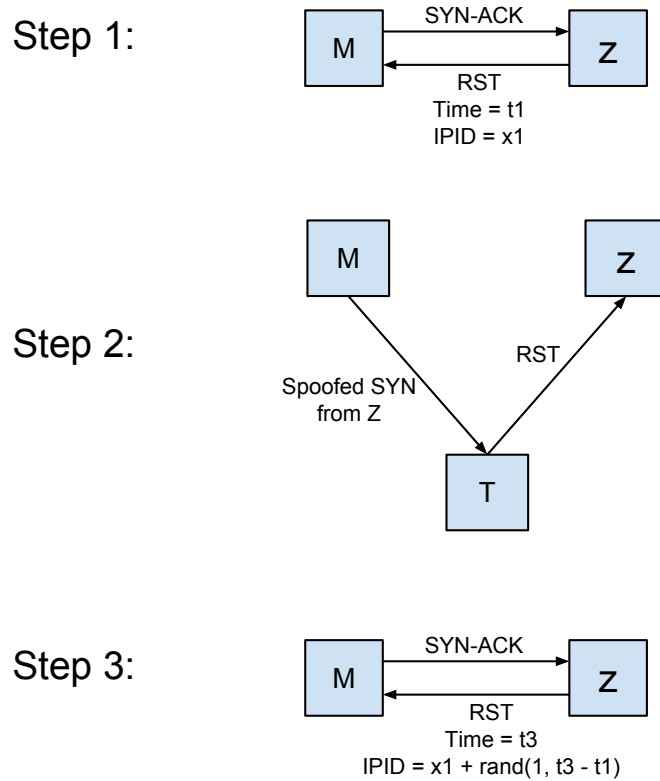 Step 1:
M
SYN-ACK
Z
RST
Time = t1
IPID = x1
Step 2:
M
Z
Spoofed SYN
from Z
RST
T
Step 3:
M
SYN-ACK
Z
RST
Time = t3
IPID = x1 + rand(1, t3 - t1)